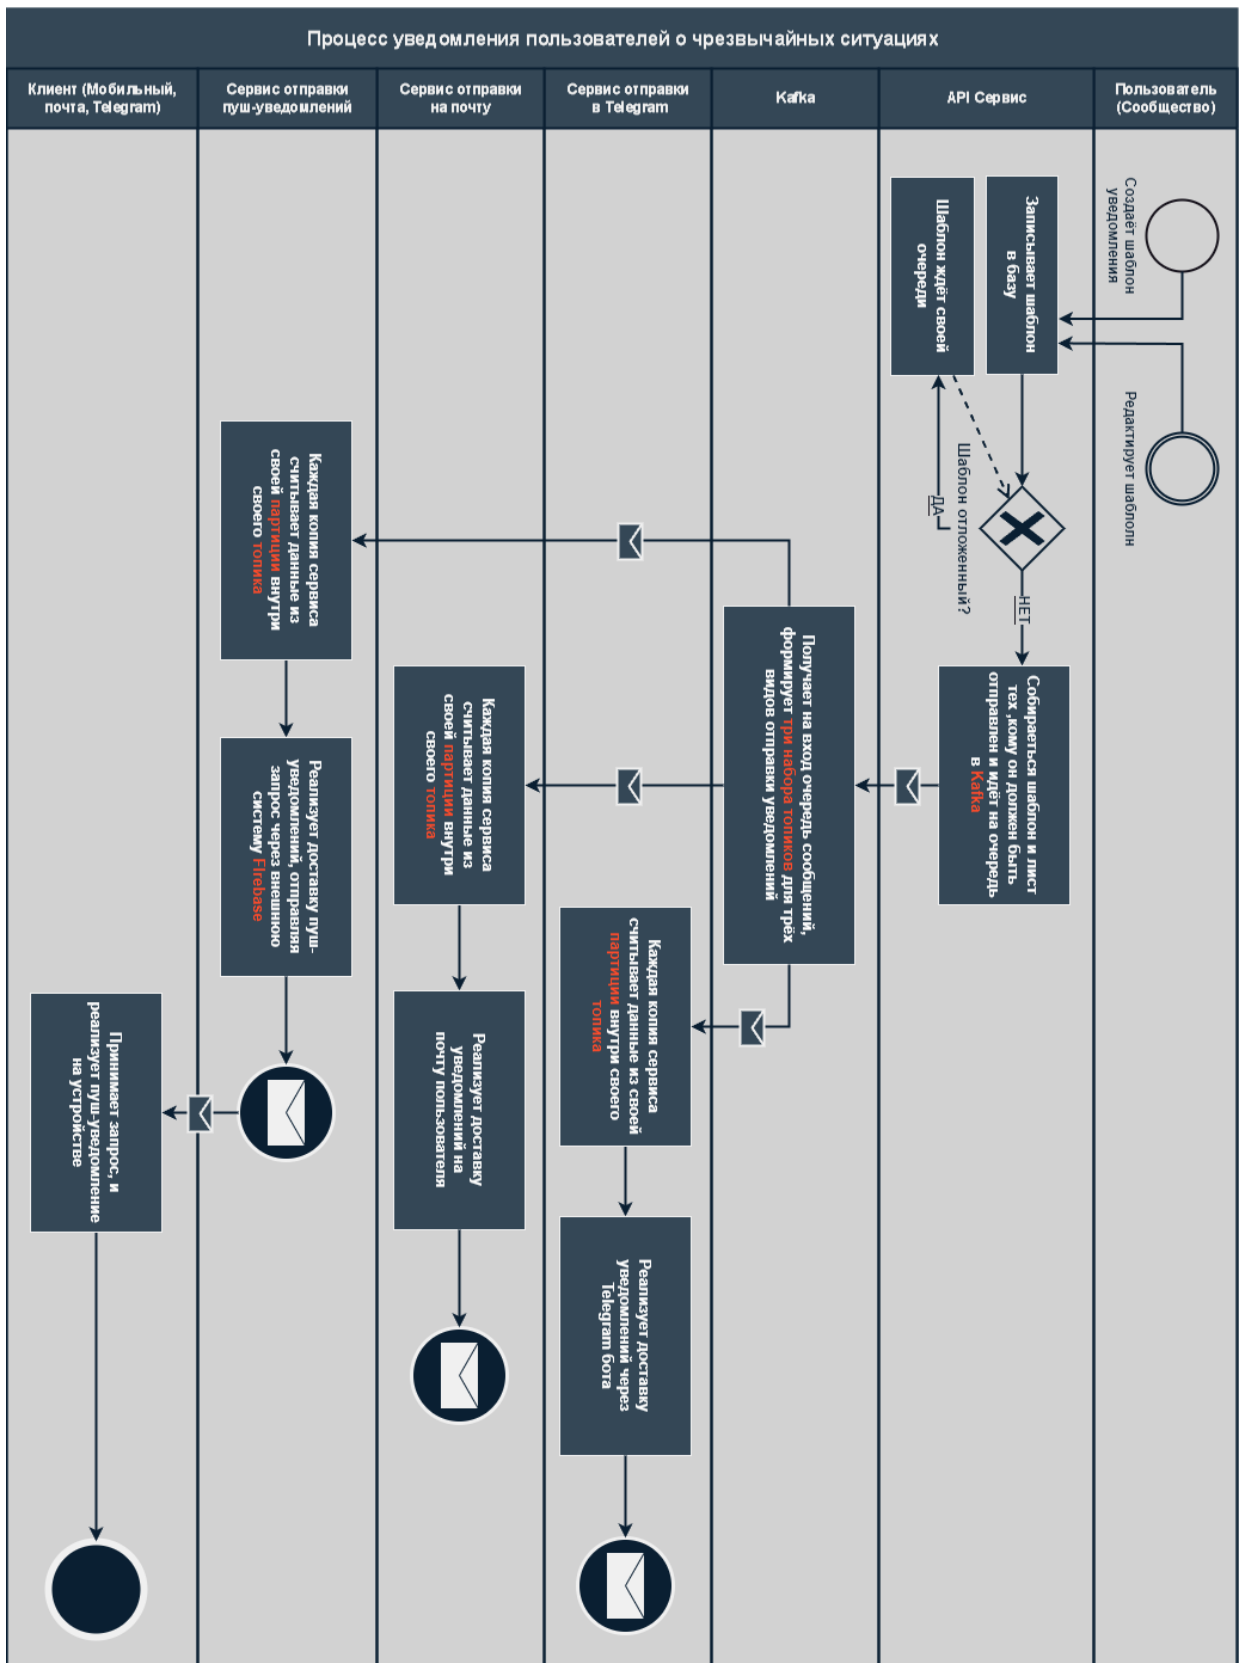 Процесс уведомления пользователей о чрезвычайных ситуациях
Клиент (Мобильный,
почта, Telegram)
Сервис отправки
пуш-уведомлений
Сервис отправки
на почту
Сервис отправки
в Telegram
Kafka
API Сервис
Пользователь
(Сообщество)
Создаёт шаблон
уведомления
Редактирует шаблолн
Записывает шаблон
в базу
Шаблон ждёт своей
очереди
Шаблон отложенный?
ДА
НЕТ
Собираеться шаблон и лист
тех ,кому он должен быть
отправлен и идёт на очередь
в Kafka
Получает на вход очередь сообщений,
формирует три набора топиков для трёх
видов отправки уведомлений
Каждая копия сервиса
считывает данные из своей
партиции внутри своего
топика
Реализует доставку
уведомлений через
Telegram бота
Каждая копия сервиса
считывает данные из
своей партиции внутри
своего топика
Реализует доставку
уведомлений на
почту пользователя
Каждая копия сервиса
считывает данные из
своей партиции внутри
своего топика
Реализует доставку пуш-
уведомлений, отправляя
запрос через внешнюю
систему FIrebase
Принимает запрос, и
реализует пуш-уведомление
на устройстве